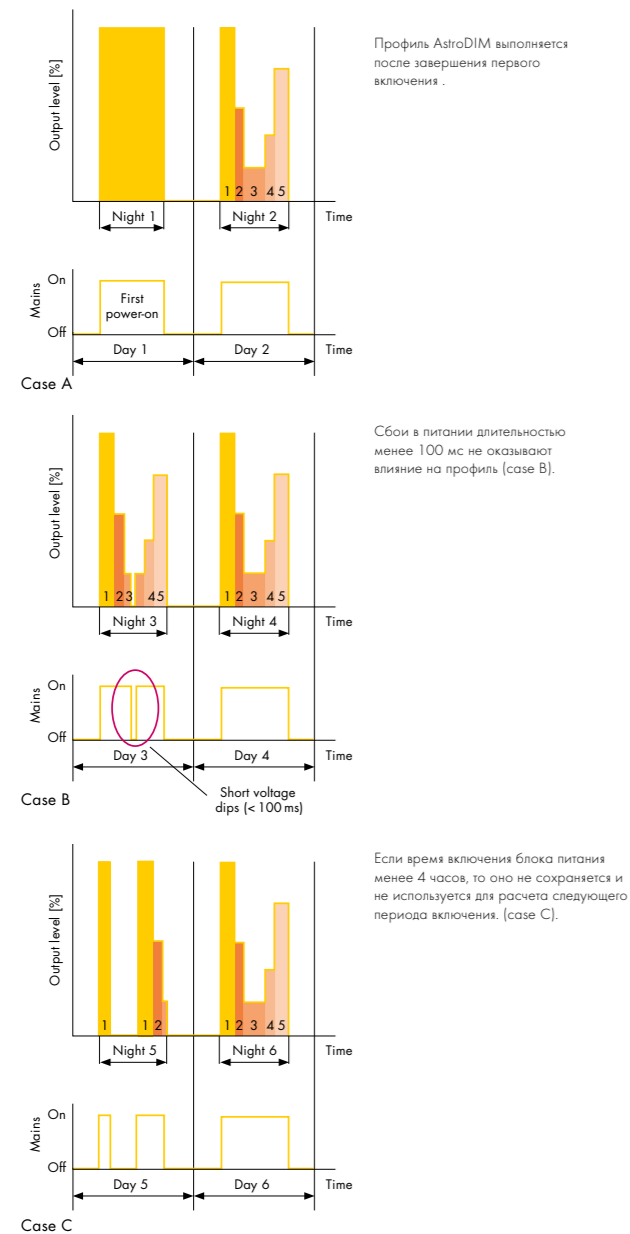 Output level [%]
1 2 3 4 5
Night 1
Night 2
Time
Профиль AstroDIM выполняется
после завершения первого
включения .
Mains
On
Off
First
power-on
Day 1
Day 2
Time
Case A
Output level [%]
1 2 3 4 5
1 2 3 4 5
Night 3
Night 4
Time
Сбои в питании длительностью
менее 100 мс не оказывают
влияние на профиль (case B).
Mains
On
Off
Day 3
Day 4
Time
Case B
Short voltage
dips (< 100 ms)
Output level [%]
1 1 2
1 2 3 4 5
Night 5
Night 6
Time
Если время включения блока питания
менее 4 часов, то оно не сохраняется и
не используется для расчета следующего
периода включения. (case C).
Mains
On
Off
Day 5
Day 6
Time
Case C